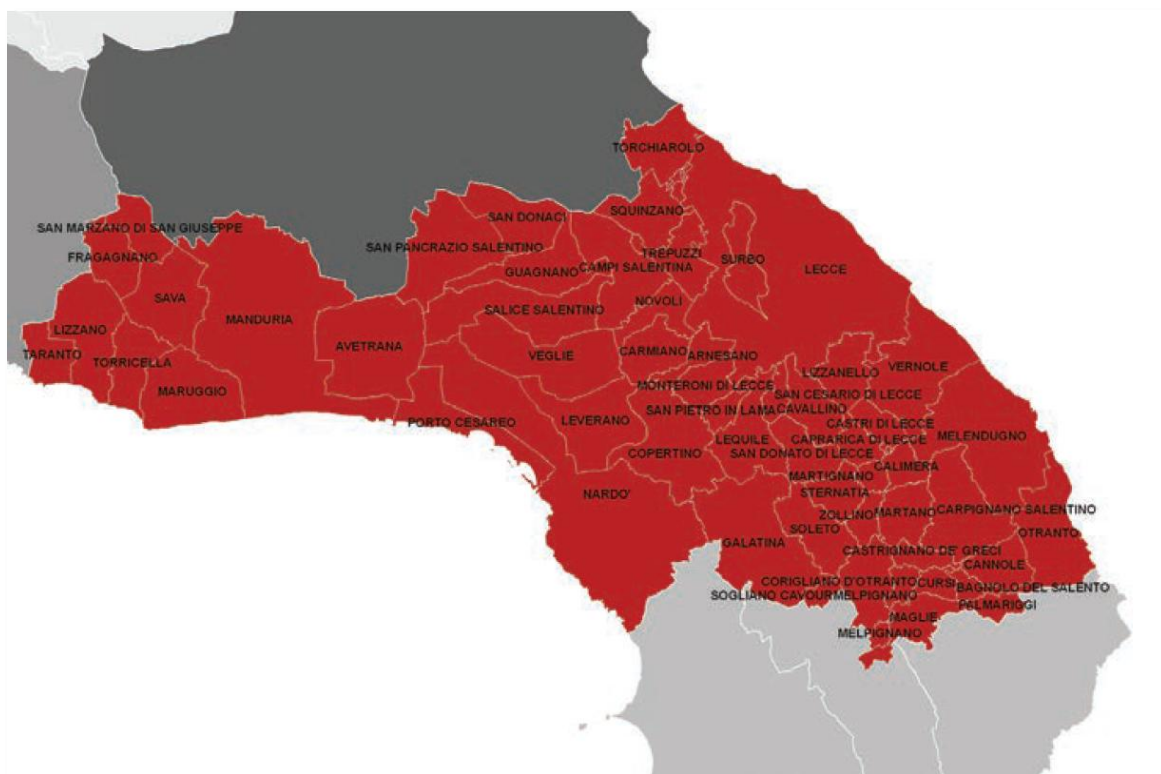 TORCHIAROLO
SAN DONACI
SQUINZANO
SAN MARZANO DI SAN GIUSEPPE
SAN PANCRAZIO SALENTINO
TREPUZZI
FRAGAGNANO
SURBO
GUAGNANO
CAMPI SALENTINA
LECCE
SAVA
NOVOLI
SALICE SALENTINO
MANDURIA
LIZZANO
AVETRANA
TARANTO
VEGLIE
CARMIANO
ARNESANO
TORRICELLA
VERNOLE
LIZZANELLO
MARUGGIO
MONTERONI DI LECCE
SAN CESARIO DI LECCE
SAN PIETRO IN LAMA
CAVALLINO
PORTO CESAREO
LEVERANO
CASTRI DI LECCE
LEQUILE
CAPRARICA DI LECCE
MELENDUGNO
COPERTINO
SAN DONATO DI LECCE
CALIMERA
MARTIGNANO
NARDO'
STERNATIA
ZOLLINO
MARTANO
CARPIGNANO SALENTINO
SOLETO
OTRANTO
GALATINA
CASTRIGNANO DE' GRECI
CANNOLE
CORIGLIANO D'OTRANTO
CURSI
BAGNOLO DEL SALENTO
SOGLIANO CAVOUR
MELPIGNANO
PALMARIGGI
MAGLIE
MELPIGNANO